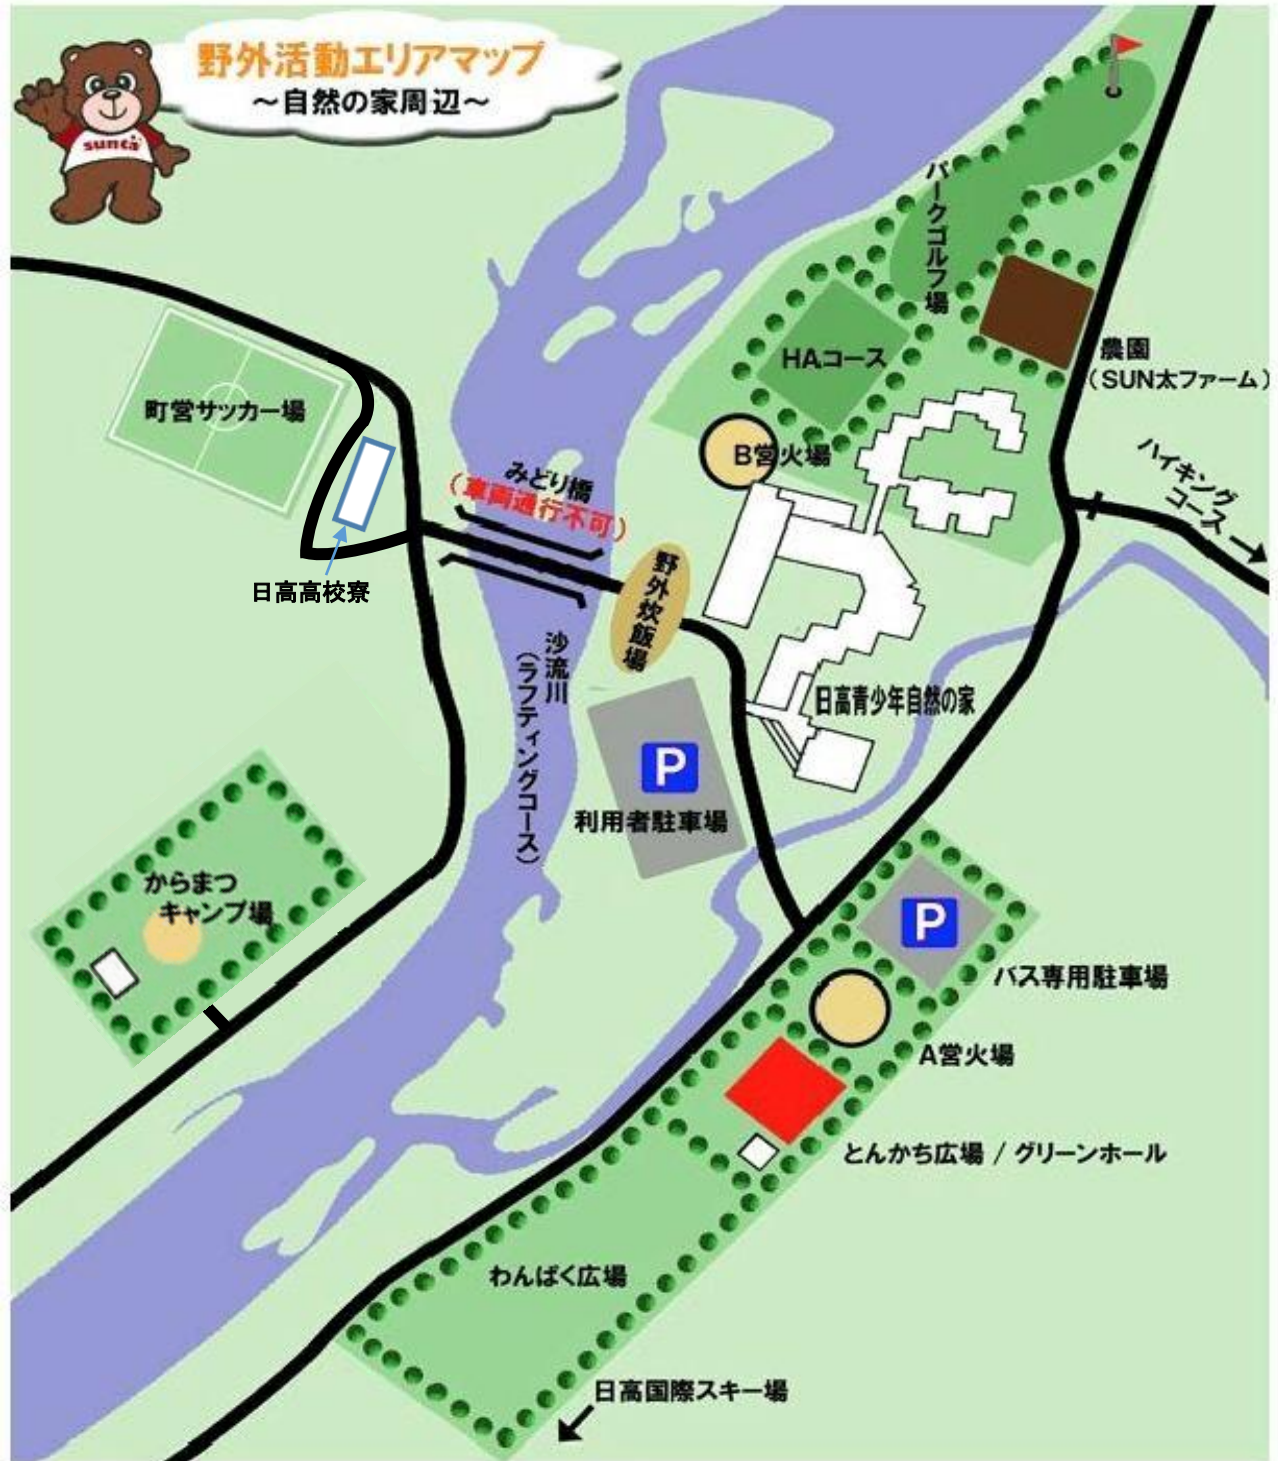 野外活動エリアマップ
～自然の家周辺～
sunta
パークゴルフ場
HAコース
農園
(SUN太ファーム)
町営サッカー場
B営火場
ハイキング
コース
みどり橋
(車両通行不可)
野外炊飯場
日高高校寮
沙流川
(ラフティングコース)
日高青少年自然の家
P
利用者駐車場
からまつ
キャンプ場
P
バス専用駐車場
A営火場
とんかち広場 / グリーンホール
わんぱく広場
日高国際スキー場